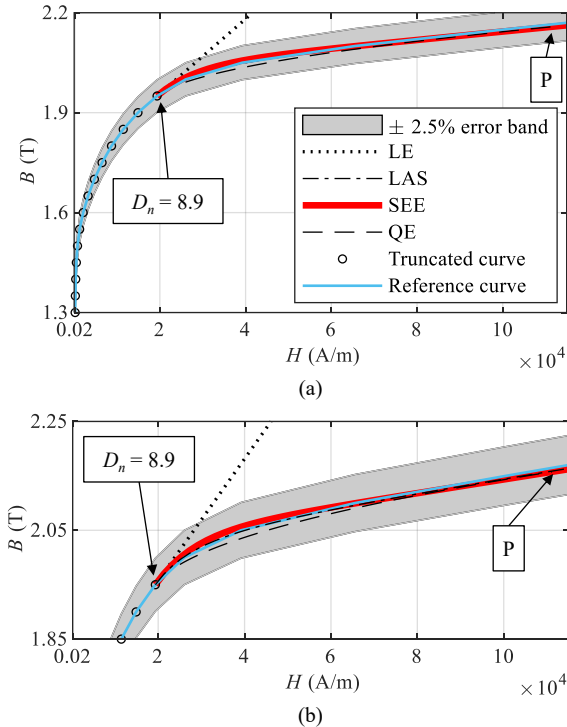 2.2
1.9
1.6
1.3
B (T)
P
D_n = 8.9
± 2.5% error band
LE
LAS
SEE
QE
Truncated curve
Reference curve
0.02 2 4 6 8 10
H (A/m)
×10^4
(a)
2.25
2.05
1.85
B (T)
D_n = 8.9
P
0.02 2 4 6 8 10
H (A/m)
×10^4
(b)